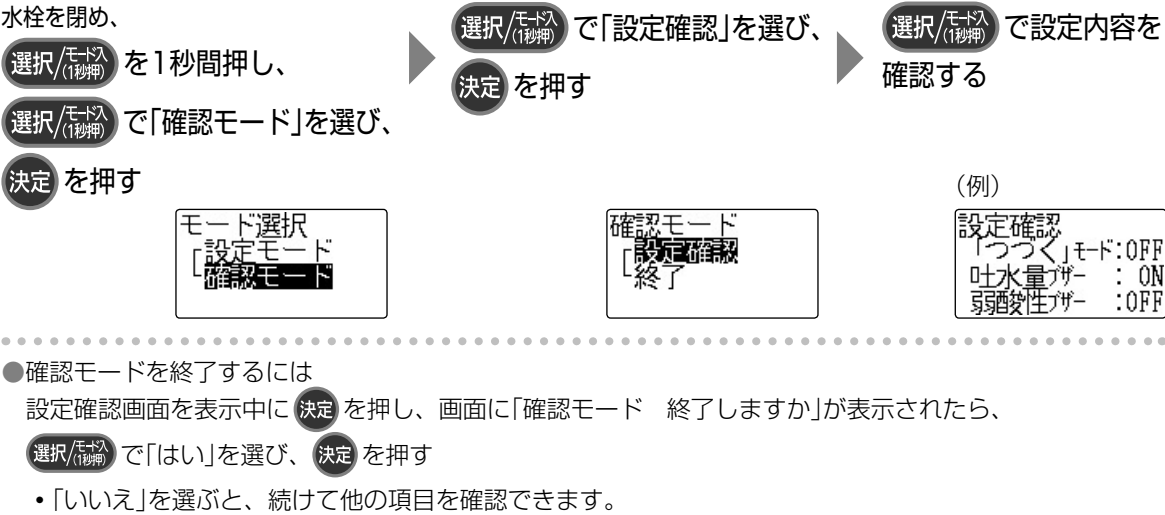 水栓を閉め、
選択/モード入(1秒押) を1秒間押し、
選択/モード入(1秒押) で「確認モード」を選び、
決定 を押す
モード選択
設定モード
確認モード
選択/モード入(1秒押) で「設定確認」を選び、
決定 を押す
確認モード
設定確認
終了
選択/モード入(1秒押) で設定内容を
確認する
(例)
設定確認
「つづく」モード:OFF
吐水量ブザー : ON
弱酸性ブザー :OFF
●確認モードを終了するには
設定確認画面を表示中に 決定 を押し、画面に「確認モード 終了しますか」が表示されたら、
選択/モード入(1秒押) で「はい」を選び、 決定 を押す
•「いいえ」を選ぶと、続けて他の項目を確認できます。